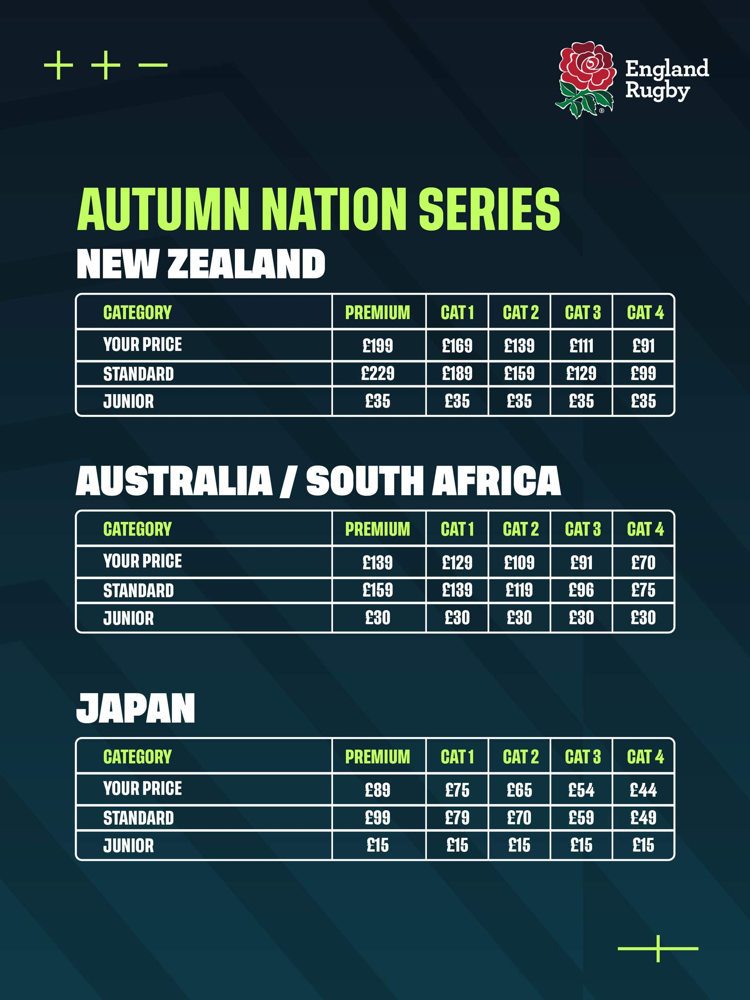 England
Rugby
®
AUTUMN NATION SERIES
NEW ZEALAND
CATEGORY PREMIUM CAT 1 CAT 2 CAT 3 CAT 4
YOUR PRICE £199 £169 £139 £111 £91
STANDARD £229 £189 £159 £129 £99
JUNIOR £35 £35 £35 £35 £35
AUSTRALIA / SOUTH AFRICA
CATEGORY PREMIUM CAT 1 CAT 2 CAT 3 CAT 4
YOUR PRICE £139 £129 £109 £91 £70
STANDARD £159 £139 £119 £96 £75
JUNIOR £30 £30 £30 £30 £30
JAPAN
CATEGORY PREMIUM CAT 1 CAT 2 CAT 3 CAT 4
YOUR PRICE £89 £75 £65 £54 £44
STANDARD £99 £79 £70 £59 £49
JUNIOR £15 £15 £15 £15 £15